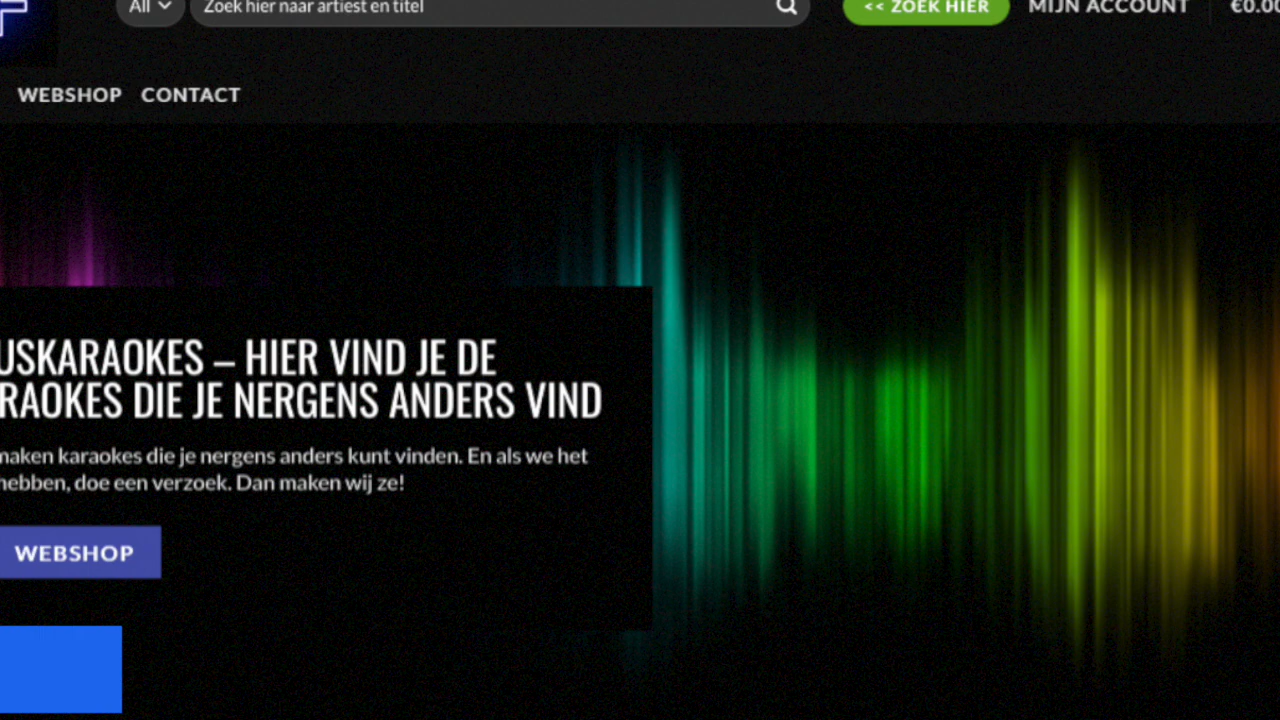 All
Zoek hier naar artiest en titel
<< ZOEK HIER
MIJN ACCOUNT
€0.00
WEBSHOP CONTACT
USKARAOKES – HIER VIND JE DE
RAOKES DIE JE NERGENS ANDERS VIND
maken karaokes die je nergens anders kunt vinden. En als we het
hebben, doe een verzoek. Dan maken wij ze!
WEBSHOP